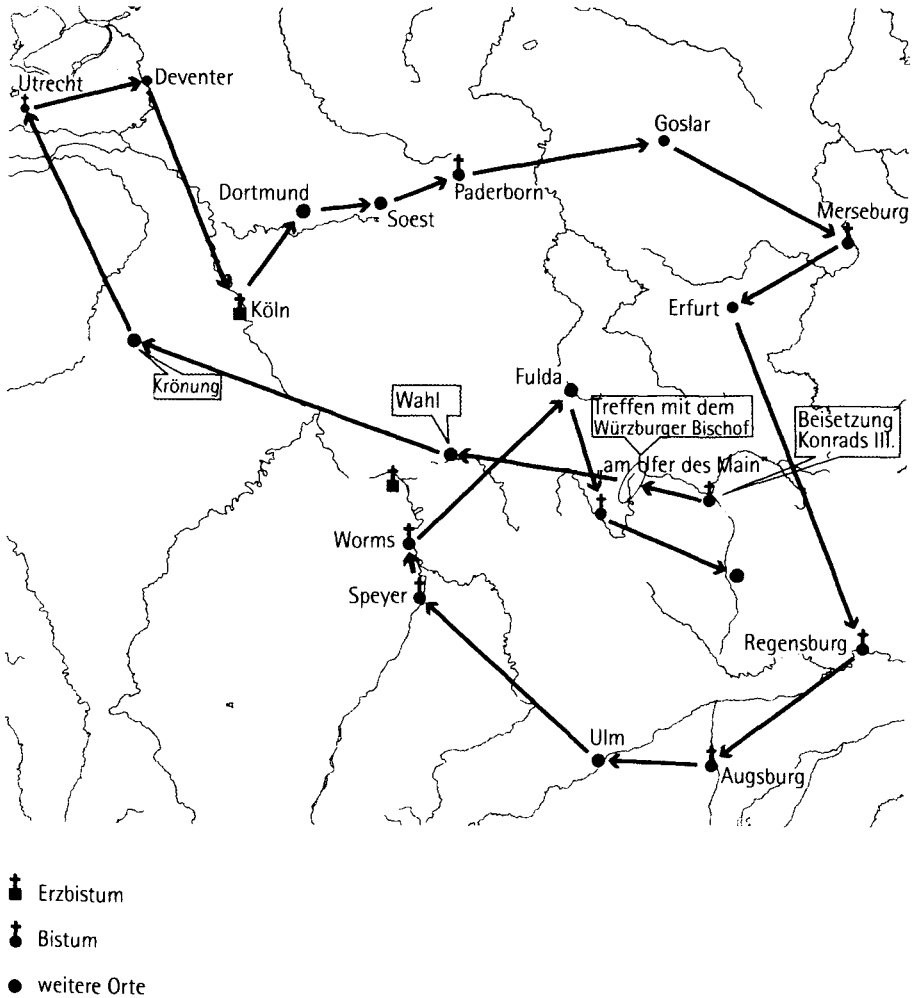 Utrecht
Deventer
Goslar
Dortmund
Soest
Paderborn
Merseburg
Köln
Erfurt
Krönung
Fulda
Wahl
Treffen mit dem
Würzburger Bischof
"am Ufer des Main"
Beisetzung
Konrads III.
Worms
Speyer
Regensburg
Ulm
Augsburg
Erzbistum
Bistum
weitere Orte